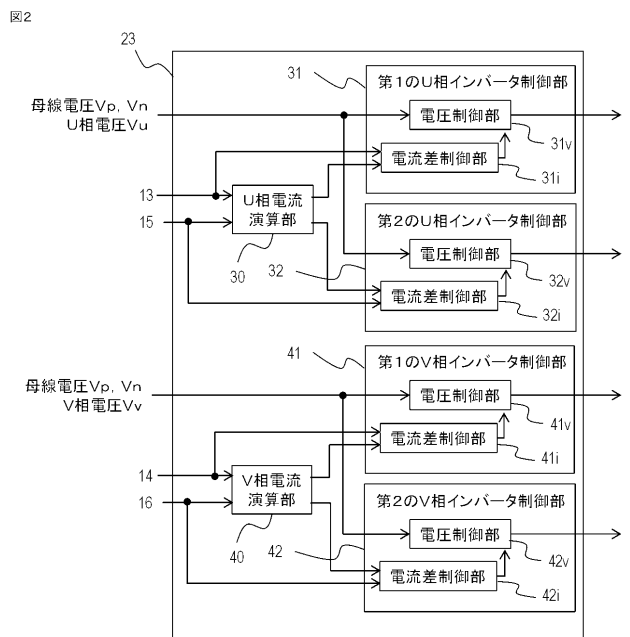 図2
23
31
第1のU相インバータ制御部
母線電圧Vp, Vn
U相電圧Vu
電圧制御部
31v
電流差制御部
31i
13
15
U相電流
演算部
30
32
第2のU相インバータ制御部
電圧制御部
32v
電流差制御部
32i
41
第1のV相インバータ制御部
母線電圧Vp, Vn
V相電圧Vv
電圧制御部
41v
電流差制御部
41i
14
16
V相電流
演算部
40
42
第2のV相インバータ制御部
電圧制御部
42v
電流差制御部
42i